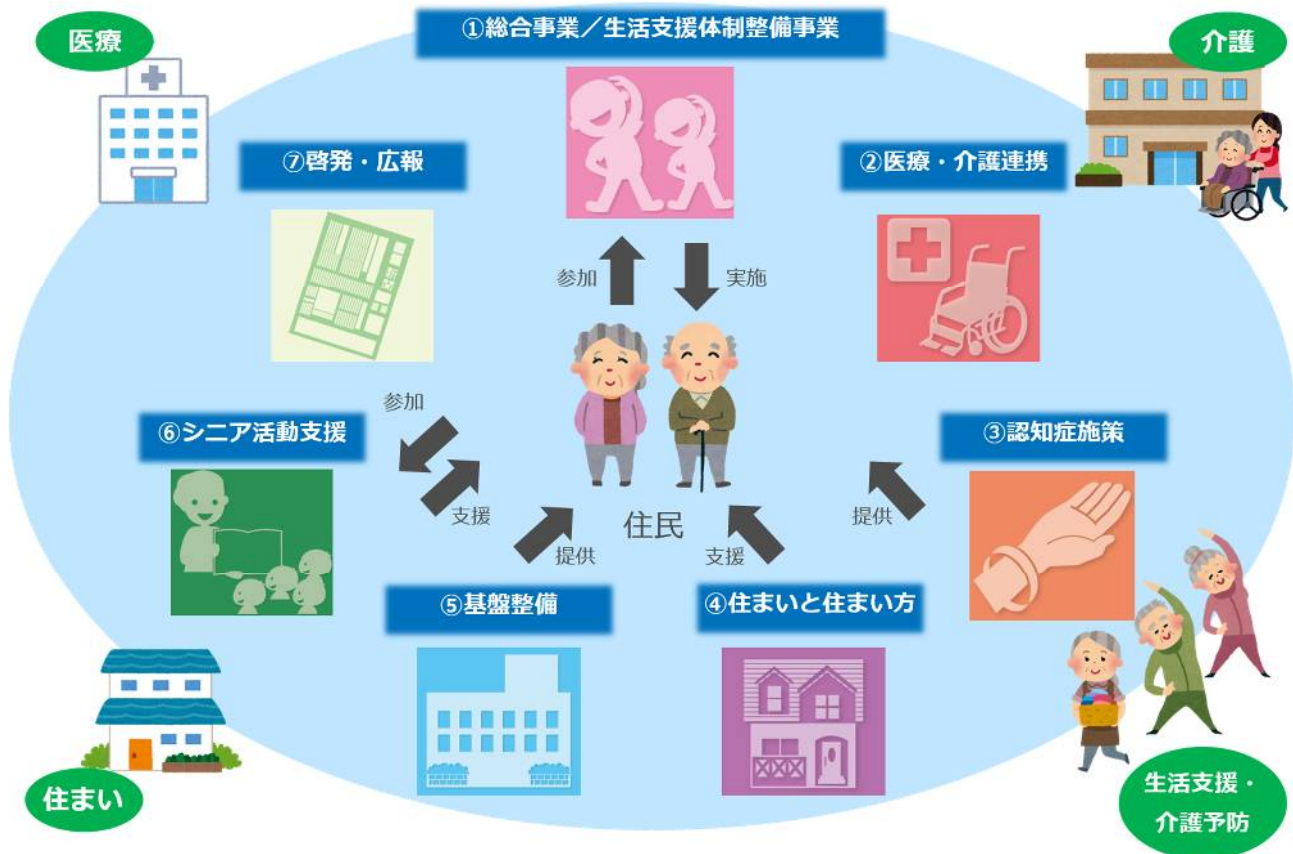 医療
①総合事業／生活支援体制整備事業
介護
⑦啓発・広報
②医療・介護連携
参加
実施
参加
⑥シニア活動支援
③認知症施策
支援
提供
住民
支援
提供
⑤基盤整備
④住まいと住まい方
住まい
生活支援・
介護予防